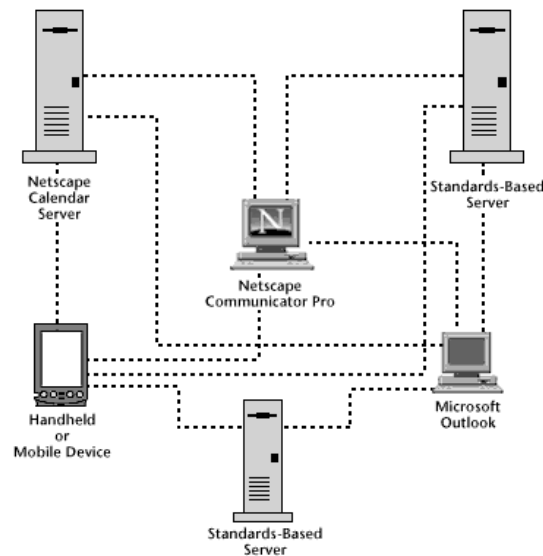 Netscape
Calendar
Server
Standards-Based
Server
N
Netscape
Communicator Pro
Handheld
or
Mobile Device
Microsoft
Outlook
Standards-Based
Server